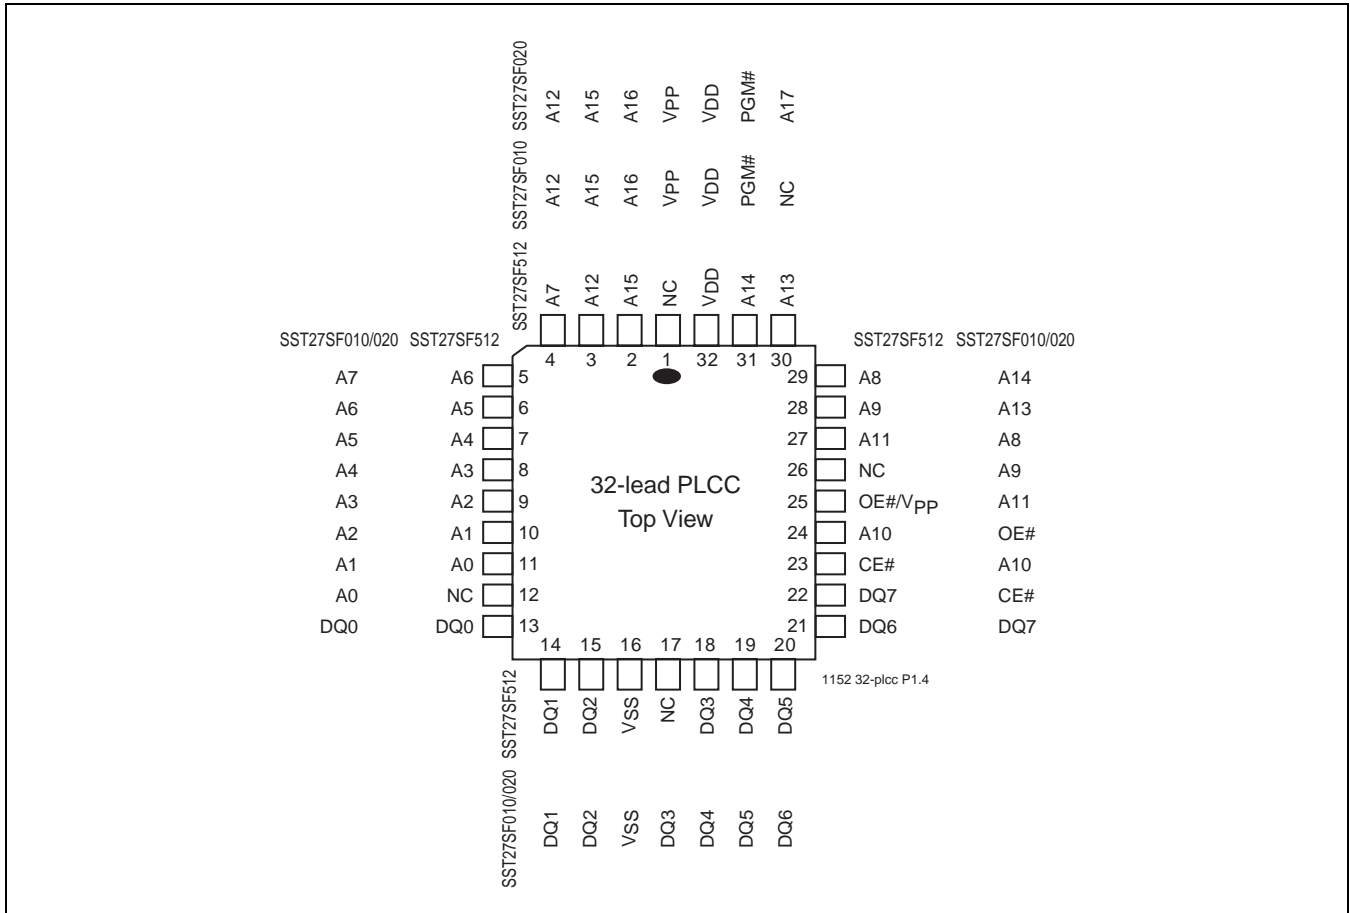 SST27SF020 A12 A15 A16 VPP VDD PGM# A17
SST27SF010 A12 A15 A16 VPP VDD PGM# NC
SST27SF512 A7 A12 A15 NC VDD A14 A13
SST27SF010/020 SST27SF512 SST27SF512 SST27SF010/020
4 3 2 1 32 31 30
A7 A6 5 29 A8 A14
A6 A5 6 28 A9 A13
A5 A4 7 27 A11 A8
A4 A3 8 26 NC A9
A3 A2 9 25 OE#/VPP A11
A2 A1 10 24 A10 OE#
A1 A0 11 23 CE# A10
A0 NC 12 22 DQ7 CE#
DQ0 DQ0 13 21 DQ6 DQ7
32-lead PLCC
Top View
14 15 16 17 18 19 20
1152 32-plcc P1.4
SST27SF512 DQ1 DQ2 VSS NC DQ3 DQ4 DQ5
SST27SF010/020 DQ1 DQ2 VSS DQ3 DQ4 DQ5 DQ6